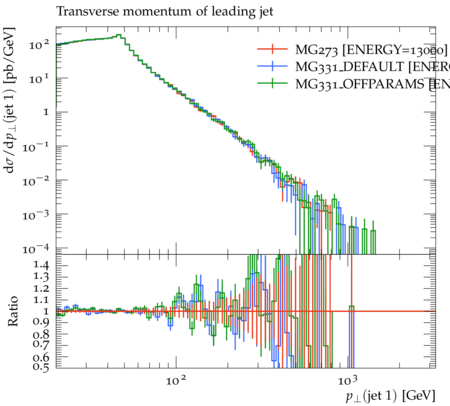 Transverse momentum of leading jet
dσ/dp⊥(jet 1) [pb/GeV]
10²
10¹
1
10⁻¹
10⁻²
10⁻³
10⁻⁴
MG273 [ENERGY=13000]
MG331_DEFAULT [ENERG
MG331_OFFPARAMS [EN
Ratio
1.4
1.3
1.2
1.1
1
0.9
0.8
0.7
0.6
0.5
10² 10³
p⊥(jet 1) [GeV]